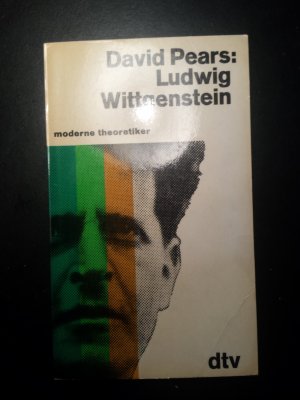 David Pears:
Ludwig
Wittgenstein
moderne theoretiker
dtv